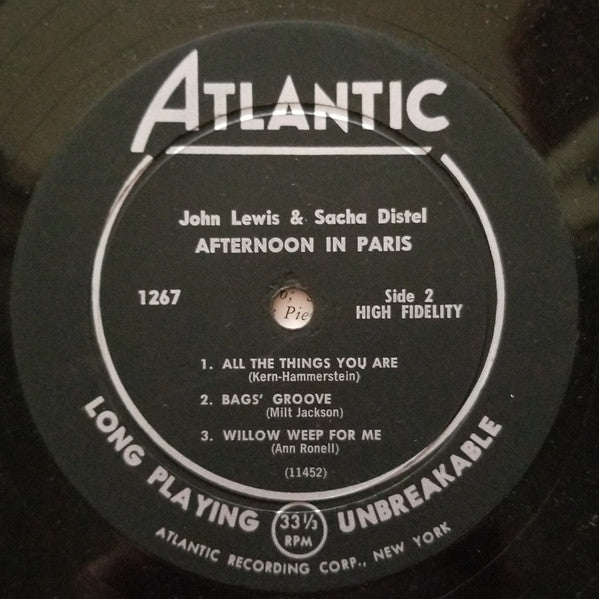 ATLANTIC
John Lewis & Sacha Distel
AFTERNOON IN PARIS
1267
Side 2
HIGH FIDELITY
Pie
1. ALL THE THINGS YOU ARE
(Kern-Hammerstein)
2. BAGS' GROOVE
(Milt Jackson)
3. WILLOW WEEP FOR ME
(Ann Ronell)
(11452)
LONG PLAYING 33⅓ RPM UNBREAKABLE
ATLANTIC RECORDING CORP., NEW YORK